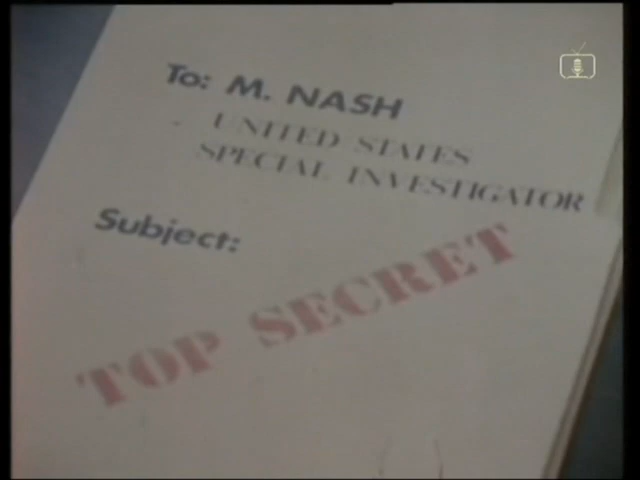 To: M. NASH
UNITED STATES
SPECIAL INVESTIGATOR
Subject:
TOP SECRET